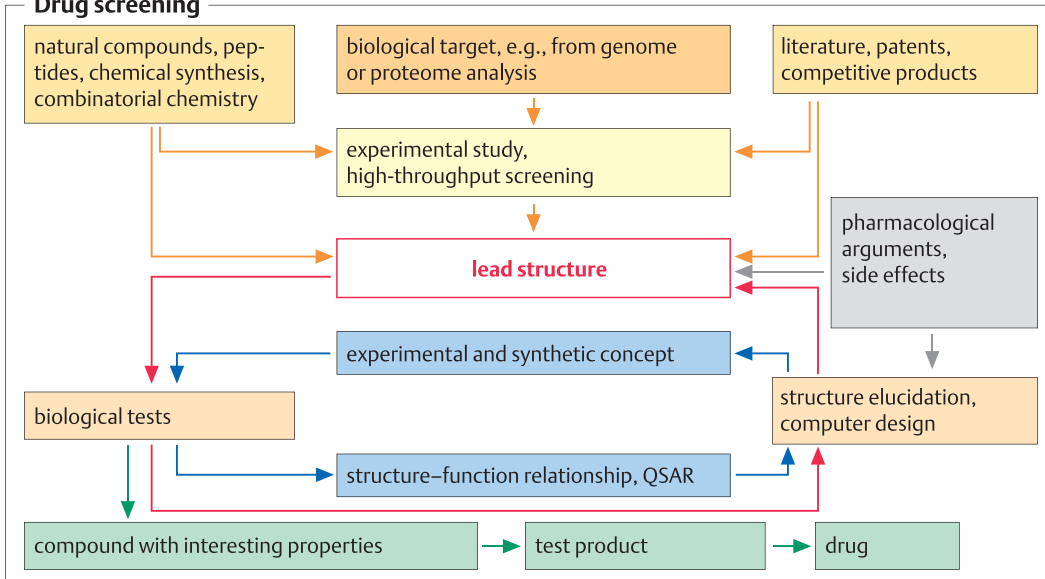 Drug screening
natural compounds, pep-
tides, chemical synthesis,
combinatorial chemistry
biological target, e.g., from genome
or proteome analysis
literature, patents,
competitive products
experimental study,
high-throughput screening
pharmacological
arguments,
side effects
lead structure
experimental and synthetic concept
biological tests
structure elucidation,
computer design
structure–function relationship, QSAR
compound with interesting properties
test product
drug